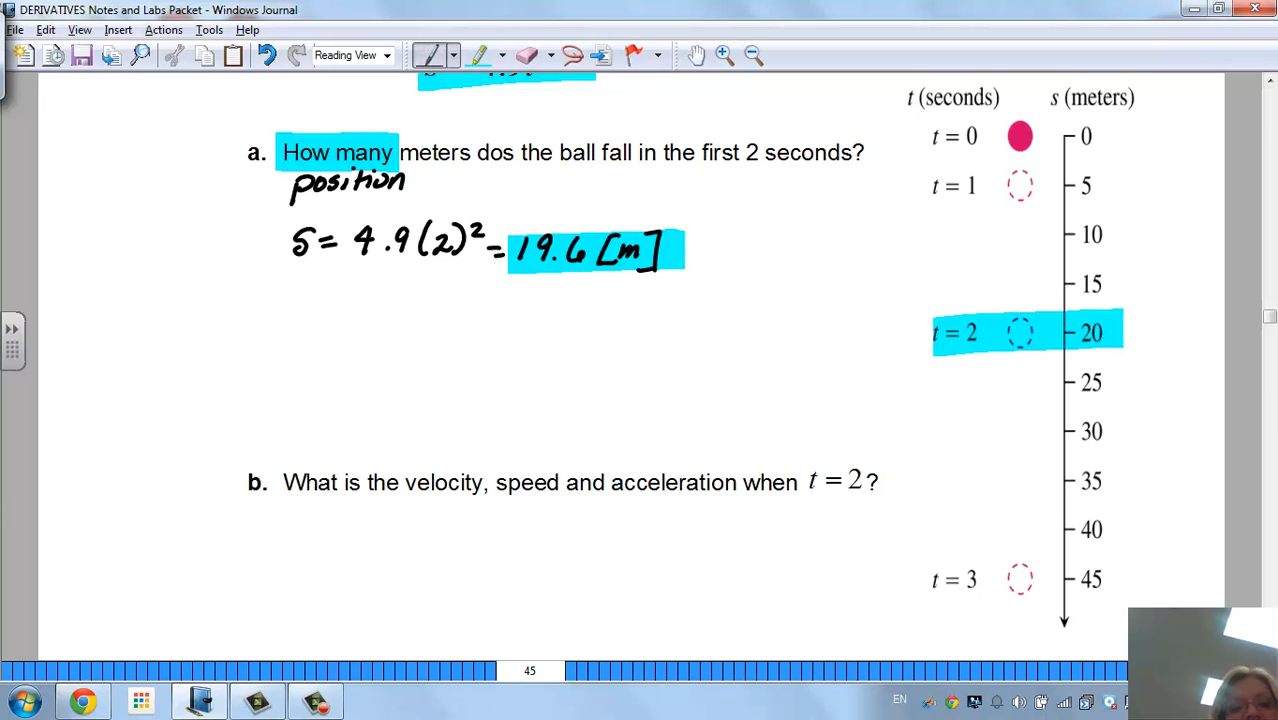 DERIVATIVES Notes and Labs Packet - Windows Journal
File Edit View Insert Actions Tools Help
Reading View
t (seconds) s (meters)
t = 0 0
a. How many meters dos the ball fall in the first 2 seconds?
position
t = 1 5
s = 4.9(2)² = 19.6 [m]
10
15
t = 2 20
25
30
b. What is the velocity, speed and acceleration when t = 2 ?
35
40
t = 3 45
45
EN